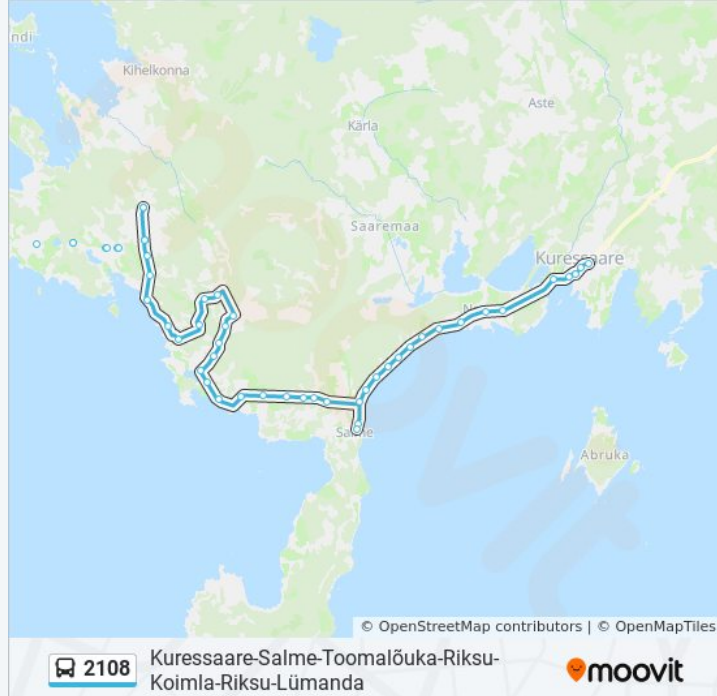 ndi
Kihelkonna
Aste
Kärla
Saaremaa
Kuressaare
Salme
Abruka
© OpenStreetMap contributors | © OpenMapTiles
2108
Kuressaare-Salme-Toomalõuka-Riksu-
Koimla-Riksu-Lümanda
moovit